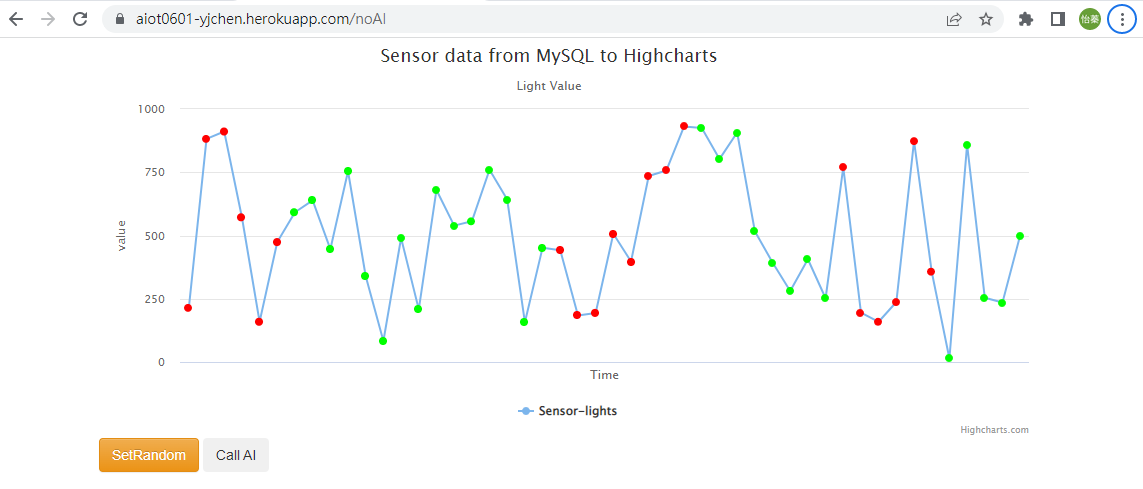 aiot0601-yjchen.herokuapp.com/noAI
怡蓁
Sensor data from MySQL to Highcharts
Light Value
1000
750
500
250
0
value
Time
Sensor-lights
Highcharts.com
SetRandom
Call AI